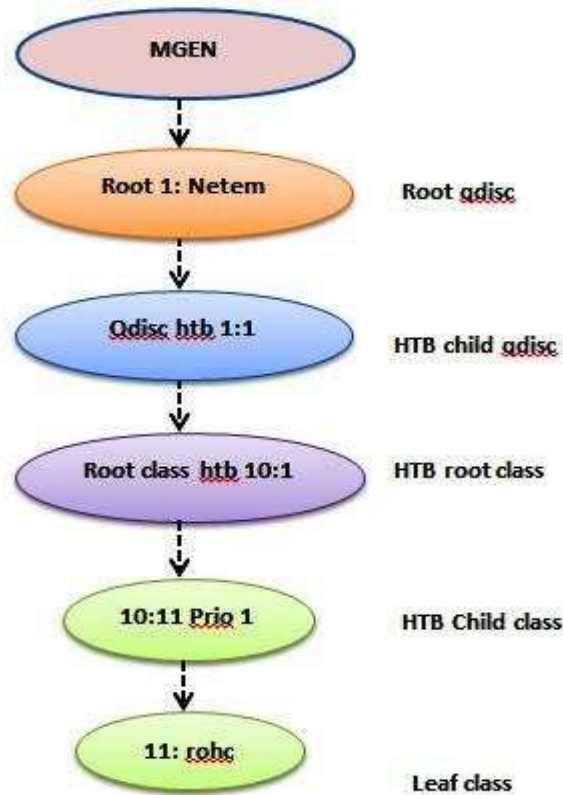 MGEN
Root 1: Netem
Root qdisc
Qdisc htb 1:1
HTB child qdisc
Root class htb 10:1
HTB root class
10:11 Prio 1
HTB Child class
11: rohc
Leaf class